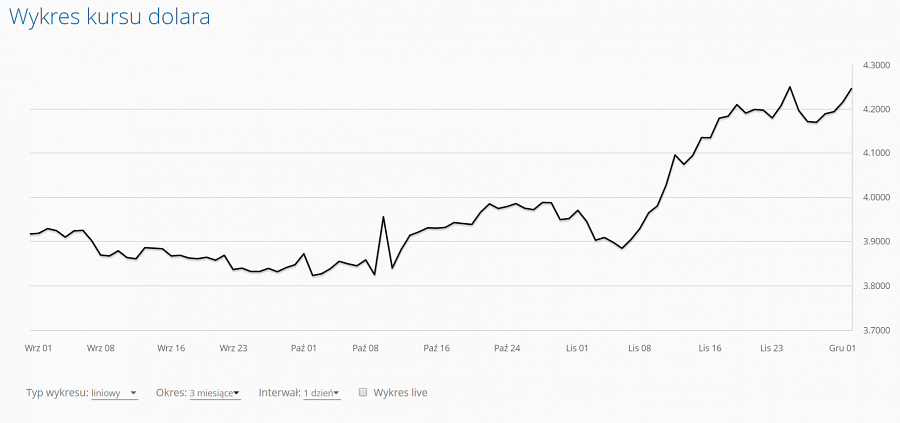 Wykres kursu dolara
4.3000
4.2000
4.1000
4.0000
3.9000
3.8000
3.7000
Wrz 01 Wrz 08 Wrz 16 Wrz 23 Paź 01 Paź 08 Paź 16 Paź 24 Lis 01 Lis 08 Lis 16 Lis 23 Gru 01
Typ wykresu: liniowy Okres: 3 miesiące Interwał: 1 dzień Wykres live